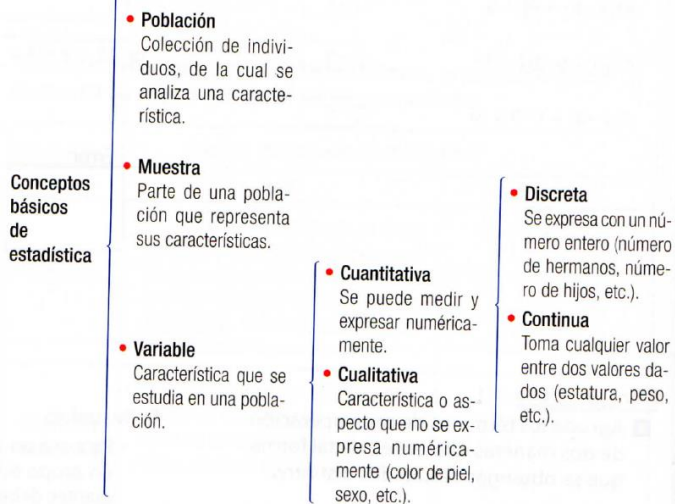 Conceptos
básicos
de
estadística
• Población
Colección de indivi-
duos, de la cual se
analiza una caracte-
rística.
• Muestra
Parte de una pobla-
ción que representa
sus características.
• Variable
Característica que se
estudia en una pobla-
ción.
• Cuantitativa
Se puede medir y
expresar numérica-
mente.
• Cualitativa
Característica o as-
pecto que no se ex-
presa numérica-
mente (color de piel,
sexo, etc.).
• Discreta
Se expresa con un nú-
mero entero (número
de hermanos, núme-
ro de hijos, etc.).
• Continua
Toma cualquier valor
entre dos valores da-
dos (estatura, peso,
etc.).